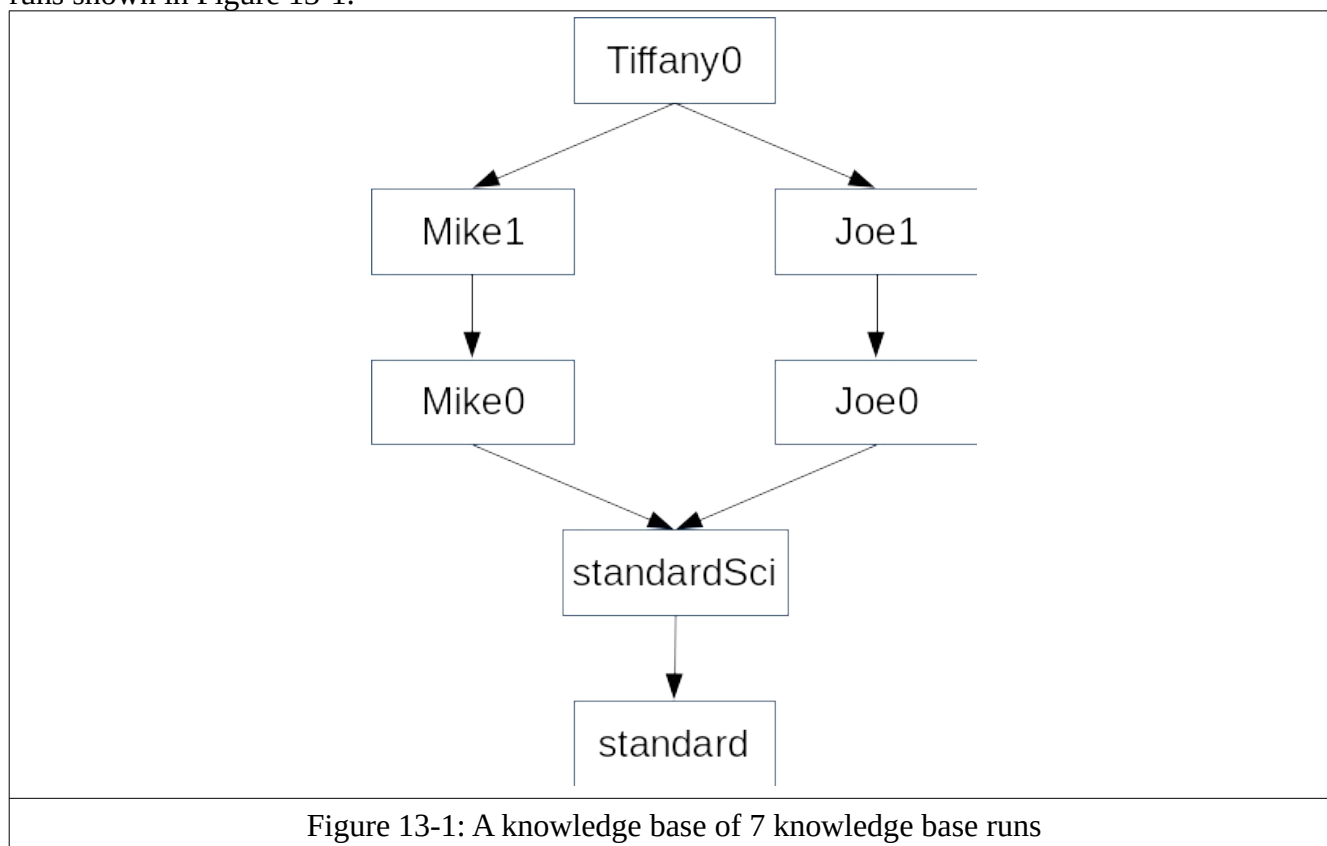 runs shown in Figure 13-1.
Tiffany0
Mike1
Joe1
Mike0
Joe0
standardSci
standard
Figure 13-1: A knowledge base of 7 knowledge base runs